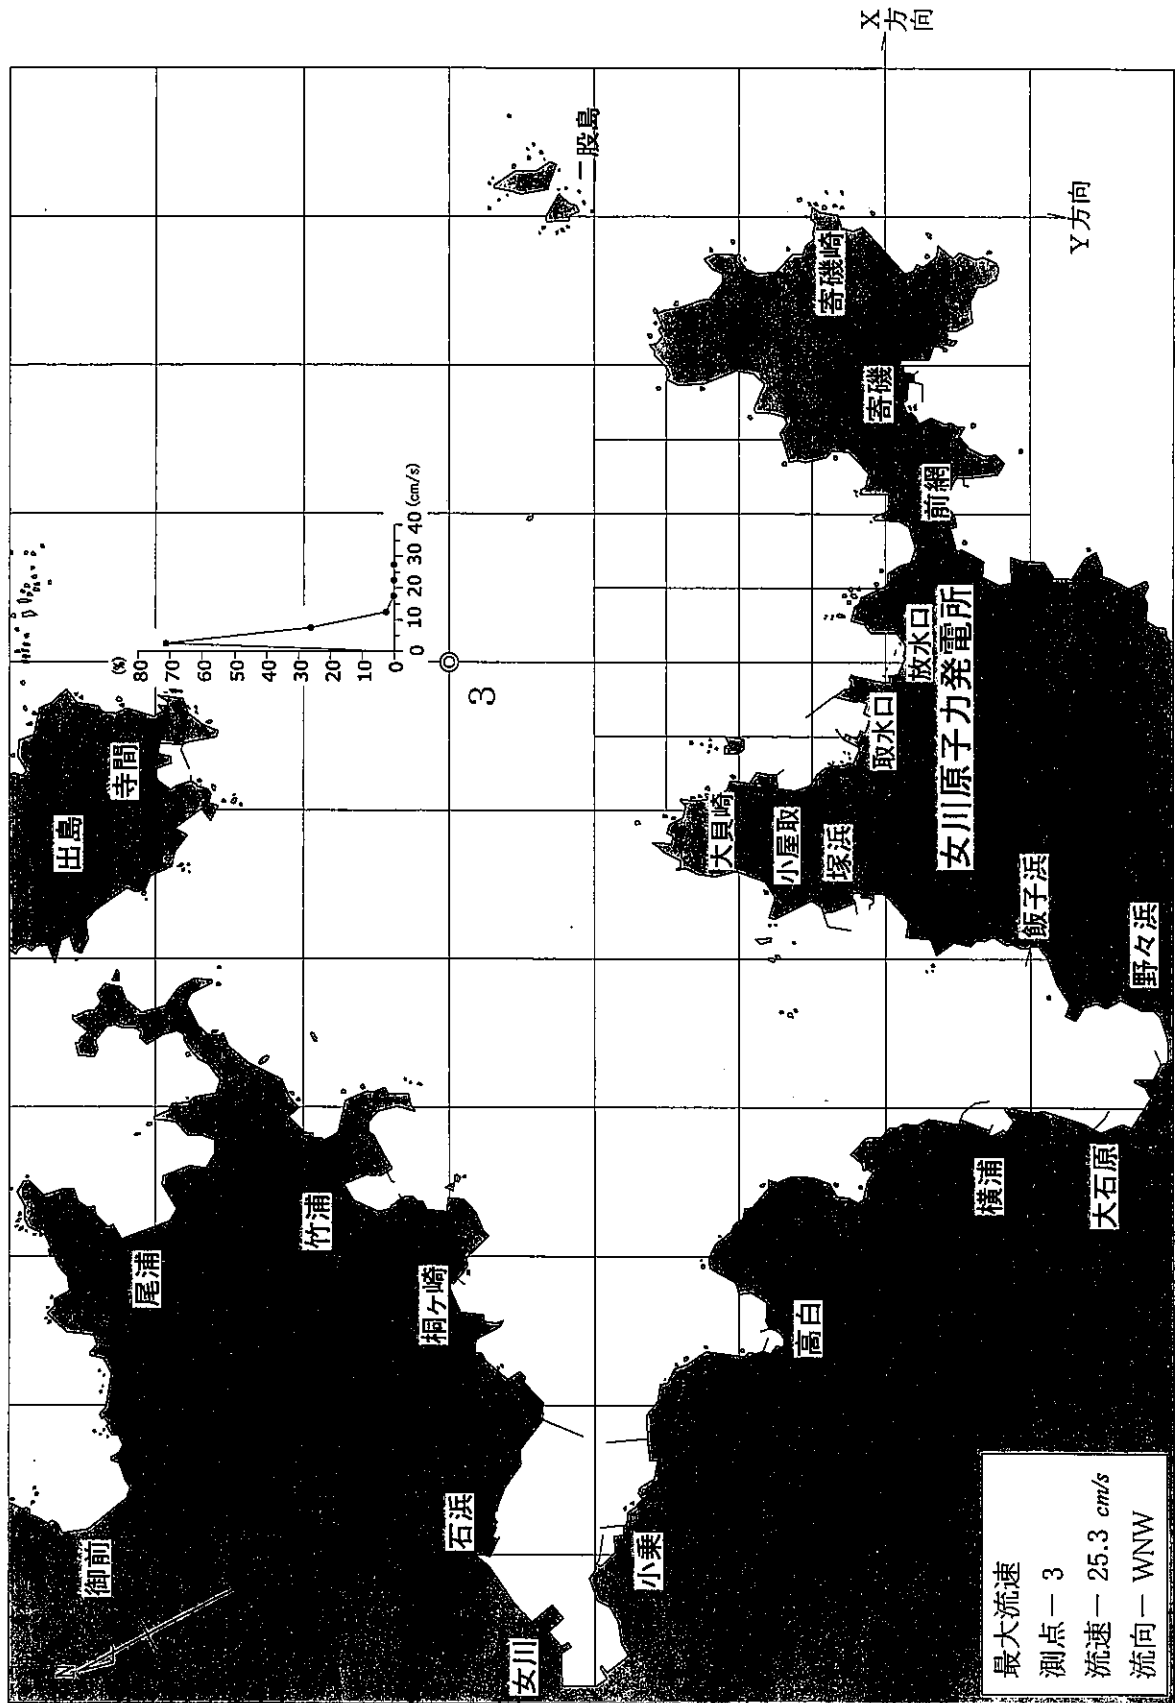 御前
尾浦
竹浦
桐ヶ崎
石浜
女川
小乗
高白
横浦
大石原
野々浜
飯子浜
塚浜
小屋取
大貝崎
取水口
放水口
女川原子力発電所
前網
寄磯
寄磯崎
二股島
出島
寺間
(%)
80
70
60
50
40
30
20
10
0
0 10 20 30 40 (cm/s)
3
X方向
Y方向
N
最大流速
測点－ 3
流速－ 25.3 cm/s
流向－ WNW